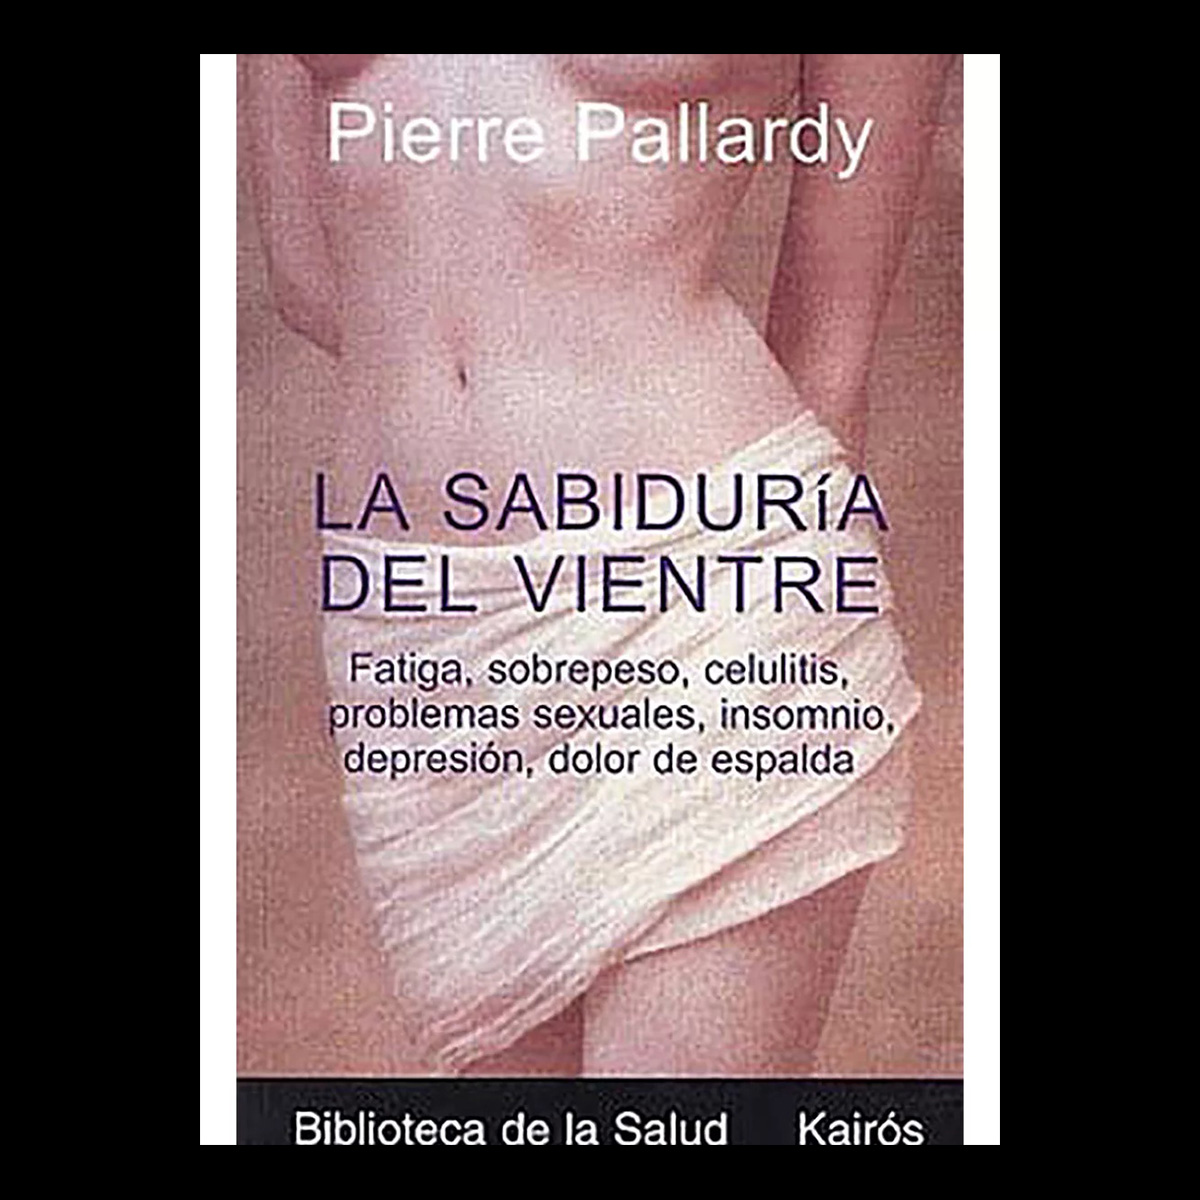 Pierre Pallardy
LA SABIDURíA
DEL VIENTRE
Fatiga, sobrepeso, celulitis,
problemas sexuales, insomnio,
depresión, dolor de espalda
Biblioteca de la Salud Kairós